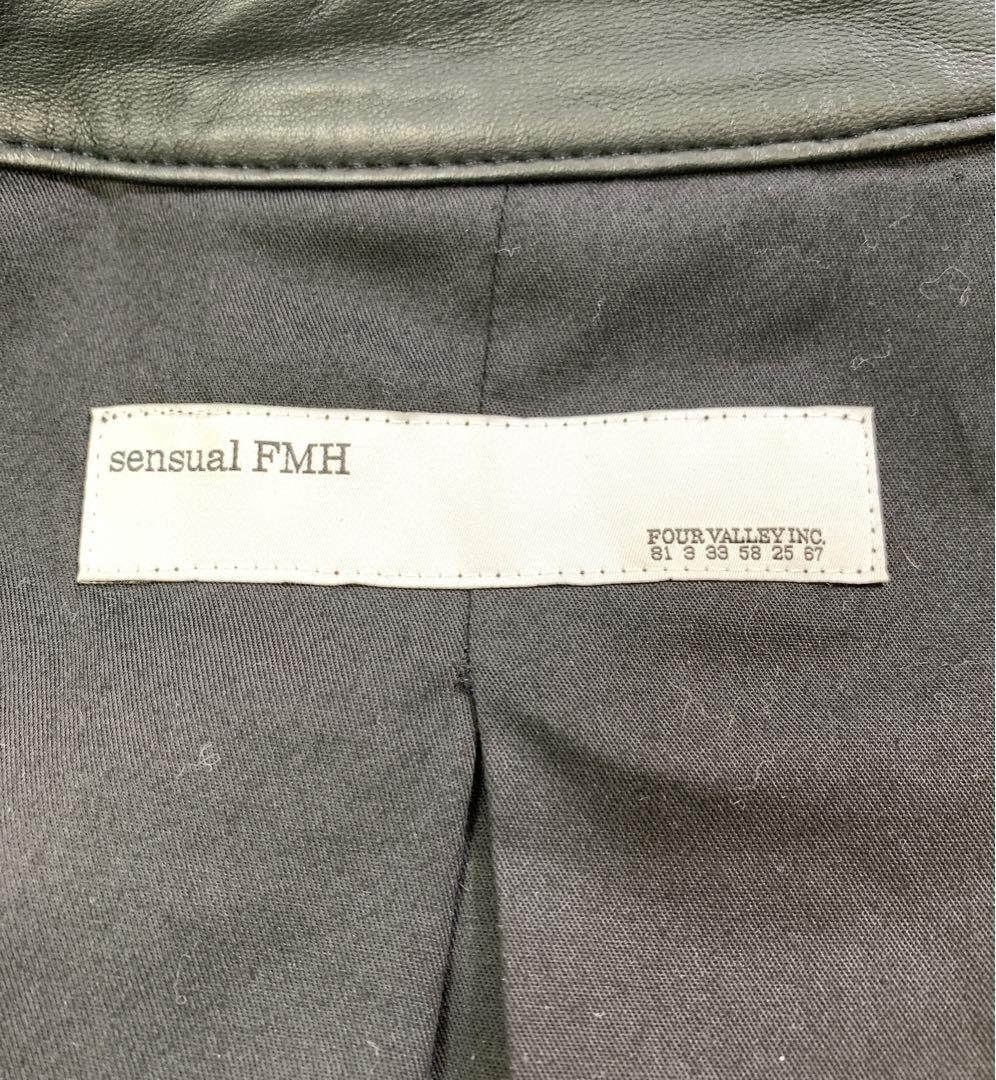 sensual FMH
FOUR VALLEY INC.
81 3 33 58 25 67